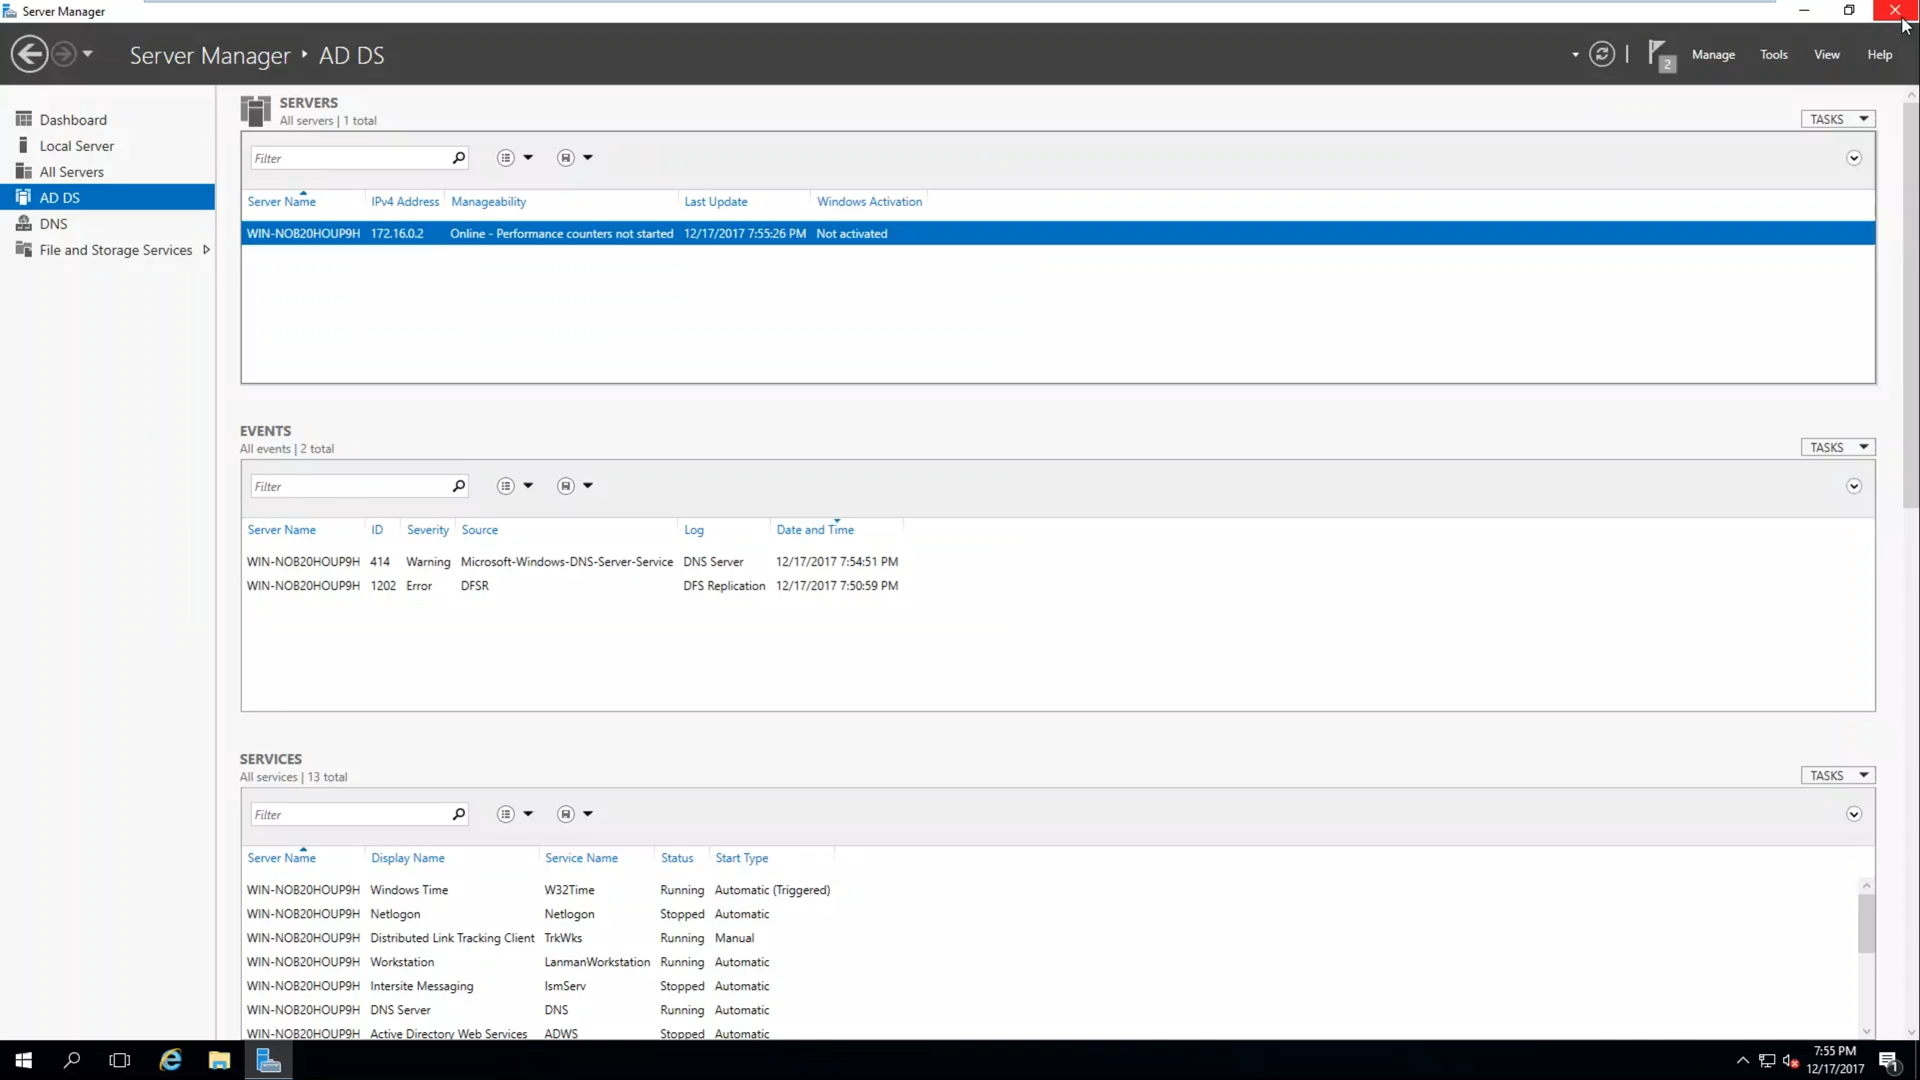 Server Manager
Server Manager ‣ AD DS
2
Manage
Tools
View
Help
Dashboard
Local Server
All Servers
AD DS
DNS
File and Storage Services
SERVERS
All servers | 1 total
TASKS
Filter
Server Name IPv4 Address Manageability Last Update Windows Activation
WIN-NOB20HOUP9H 172.16.0.2 Online - Performance counters not started 12/17/2017 7:55:26 PM Not activated
EVENTS
All events | 2 total
TASKS
Filter
Server Name ID Severity Source Log Date and Time
WIN-NOB20HOUP9H 414 Warning Microsoft-Windows-DNS-Server-Service DNS Server 12/17/2017 7:54:51 PM
WIN-NOB20HOUP9H 1202 Error DFSR DFS Replication 12/17/2017 7:50:59 PM
SERVICES
All services | 13 total
TASKS
Filter
Server Name Display Name Service Name Status Start Type
WIN-NOB20HOUP9H Windows Time W32Time Running Automatic (Triggered)
WIN-NOB20HOUP9H Netlogon Netlogon Stopped Automatic
WIN-NOB20HOUP9H Distributed Link Tracking Client TrkWks Running Manual
WIN-NOB20HOUP9H Workstation LanmanWorkstation Running Automatic
WIN-NOB20HOUP9H Intersite Messaging IsmServ Stopped Automatic
WIN-NOB20HOUP9H DNS Server DNS Running Automatic
WIN-NOB20HOUP9H Active Directory Web Services ADWS Stopped Automatic
7:55 PM
12/17/2017
1